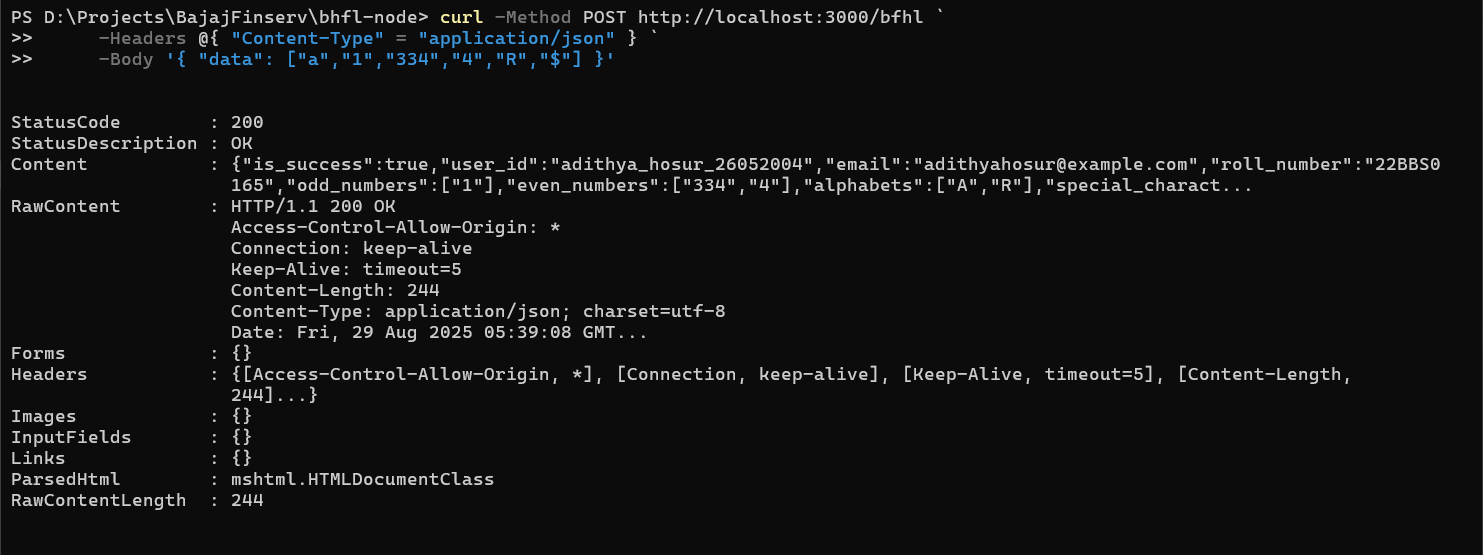 PS D:\Projects\BajajFinserv\bhfl-node> curl -Method POST http://localhost:3000/bfhl `
>>      -Headers @{ "Content-Type" = "application/json" } `
>>      -Body '{ "data": ["a","1","334","4","R","$"] }'
StatusCode        : 200
StatusDescription : OK
Content           : {"is_success":true,"user_id":"adithya_hosur_26052004","email":"adithyahosur@example.com","roll_number":"22BBS0
                    165","odd_numbers":["1"],"even_numbers":["334","4"],"alphabets":["A","R"],"special_charact...
RawContent        : HTTP/1.1 200 OK
                    Access-Control-Allow-Origin: *
                    Connection: keep-alive
                    Keep-Alive: timeout=5
                    Content-Length: 244
                    Content-Type: application/json; charset=utf-8
                    Date: Fri, 29 Aug 2025 05:39:08 GMT...
Forms             : {}
Headers           : {[Access-Control-Allow-Origin, *], [Connection, keep-alive], [Keep-Alive, timeout=5], [Content-Length,
                    244]...}
Images            : {}
InputFields       : {}
Links             : {}
ParsedHtml        : mshtml.HTMLDocumentClass
RawContentLength  : 244